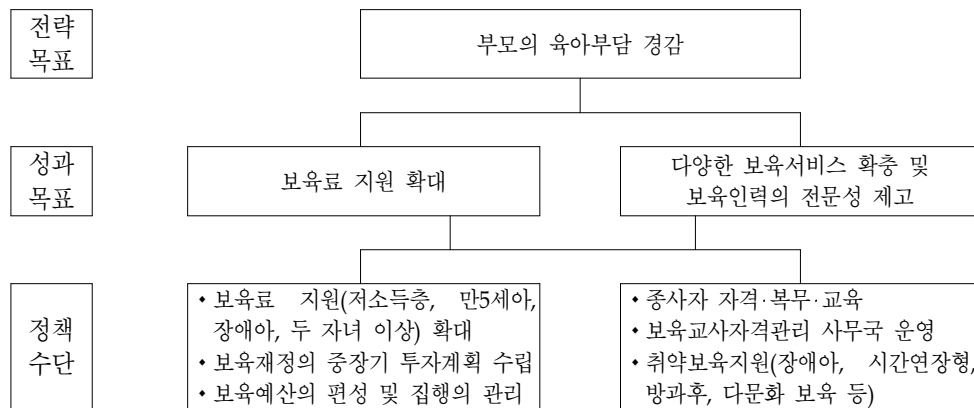 전략
목표
부모의 육아부담 경감
성과
목표
보육료 지원 확대
다양한 보육서비스 확충 및
보육인력의 전문성 제고
정책
수단
• 보육료 지원(저소득층, 만5세아,
장애아, 두 자녀 이상) 확대
• 보육재정의 중장기 투자계획 수립
• 보육예산의 편성 및 집행의 관리
• 종사자 자격·복무·교육
• 보육교사자격관리 사무국 운영
• 취약보육지원(장애아, 시간연장형,
방과후, 다문화 보육 등)